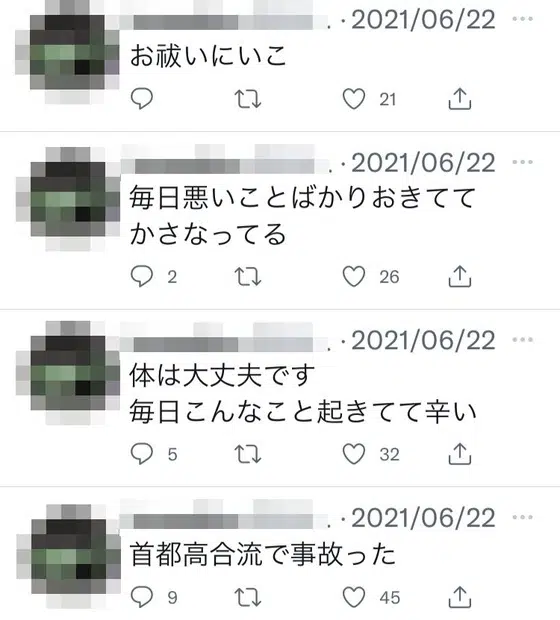 . · 2021/06/22 ···
お祓いにいこ
21
. · 2021/06/22 ···
毎日悪いことばかりおきてて
かさなってる
2 26
. · 2021/06/22 ···
体は大丈夫です
毎日こんなこと起きてて辛い
5 32
. · 2021/06/22 ···
首都高合流で事故った
9 45